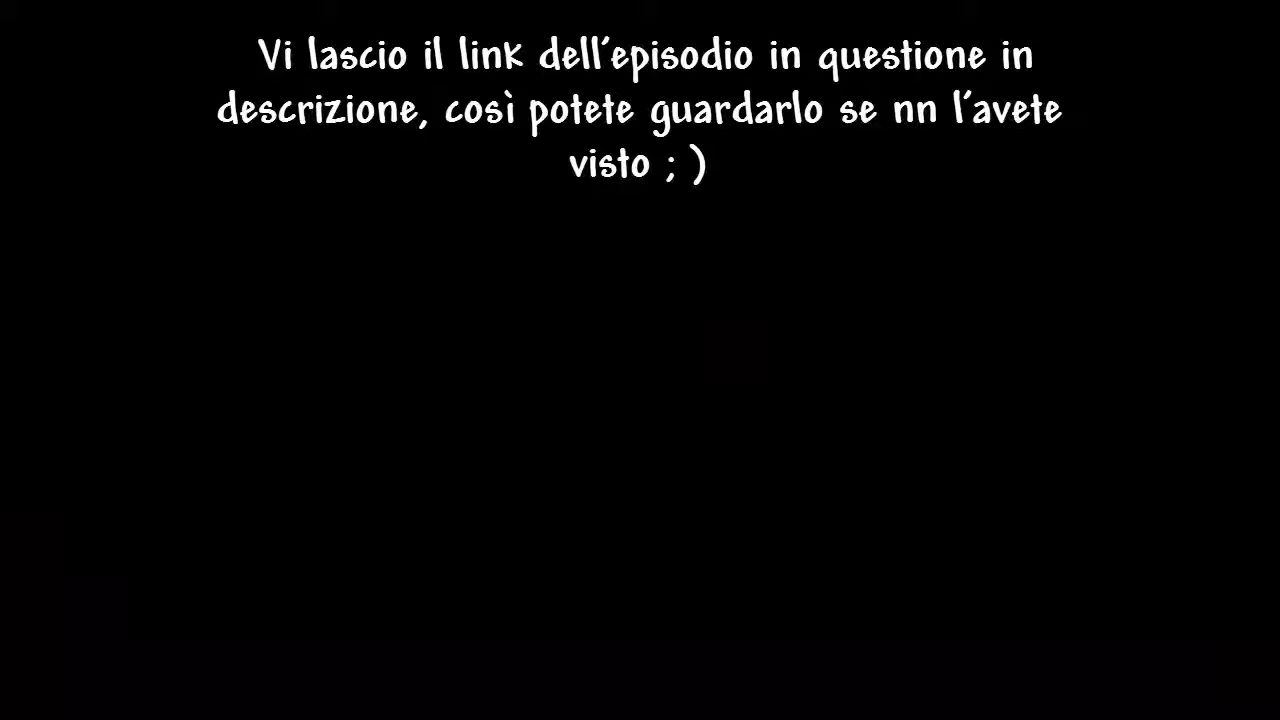 Vi lascio il link dell'episodio in questione in
descrizione, così potete guardarlo se nn l'avete
visto ; )